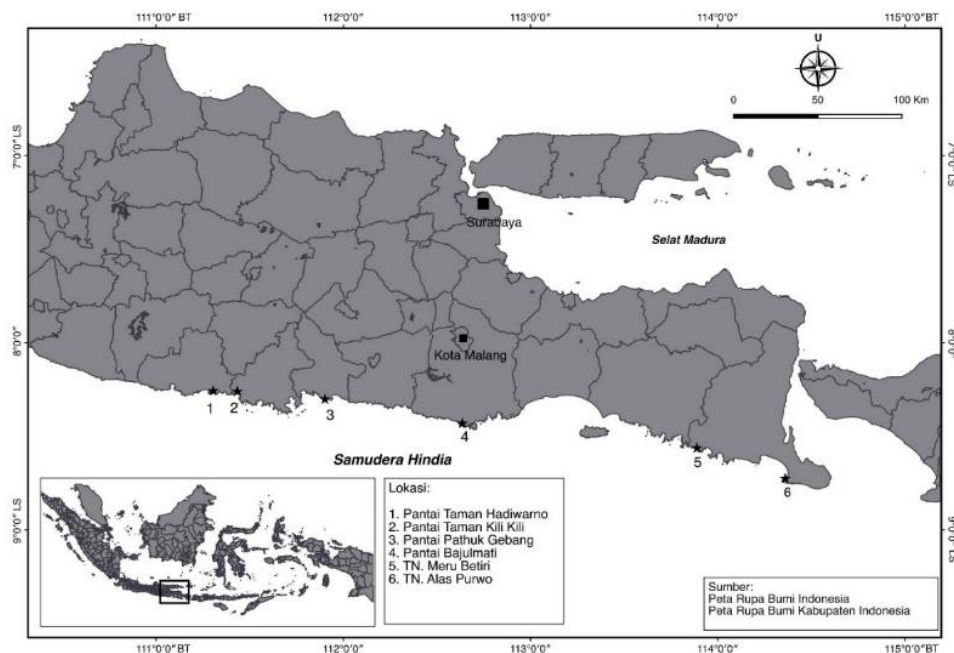 111°0'0"BT
112°0'0"
113°0'0"
114°0'0"
115°0'0"BT
U
0 50 100 Km
7°0'0" LS
7°0'0" LS
Surabaya
Selat Madura
8°0'0"
8°0'0"
Kota Malang
1
2
3
4
5
6
Samudera Hindia
9°0'0" LS
9°0'0" LS
Lokasi:
1. Pantai Taman Hadiwarno
2. Pantai Taman Kili Kili
3. Pantai Pathuk Gebang
4. Pantai Bajulmati
5. TN. Meru Betiri
6. TN. Alas Purwo
Sumber:
Peta Rupa Bumi Indonesia
Peta Rupa Bumi Kabupaten Indonesia
111°0'0"BT
112°0'0"
113°0'0"
114°0'0"
115°0'0"BT